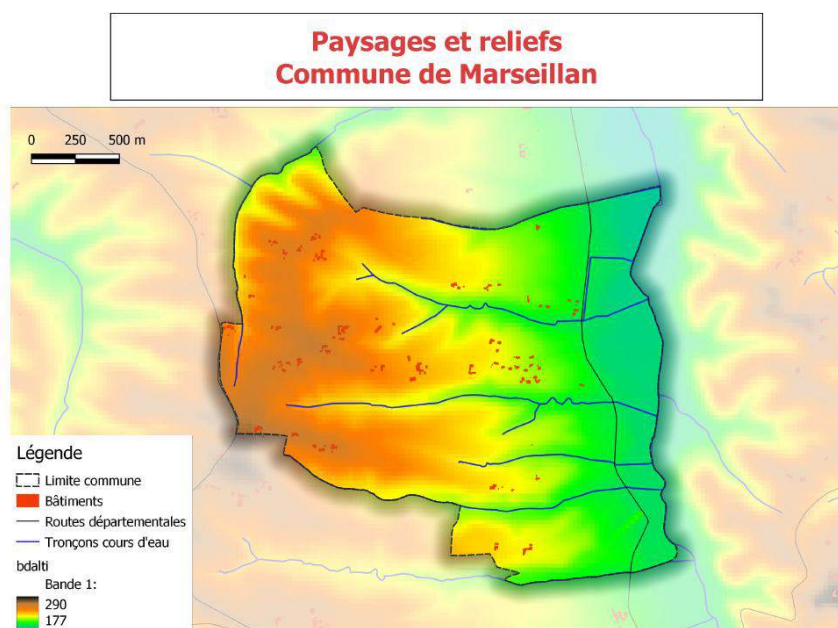 Paysages et reliefs
Commune de Marseillan
0 250 500 m
Légende
Limite commune
Bâtiments
Routes départementales
Tronçons cours d'eau
bdalti
Bande 1:
290
177